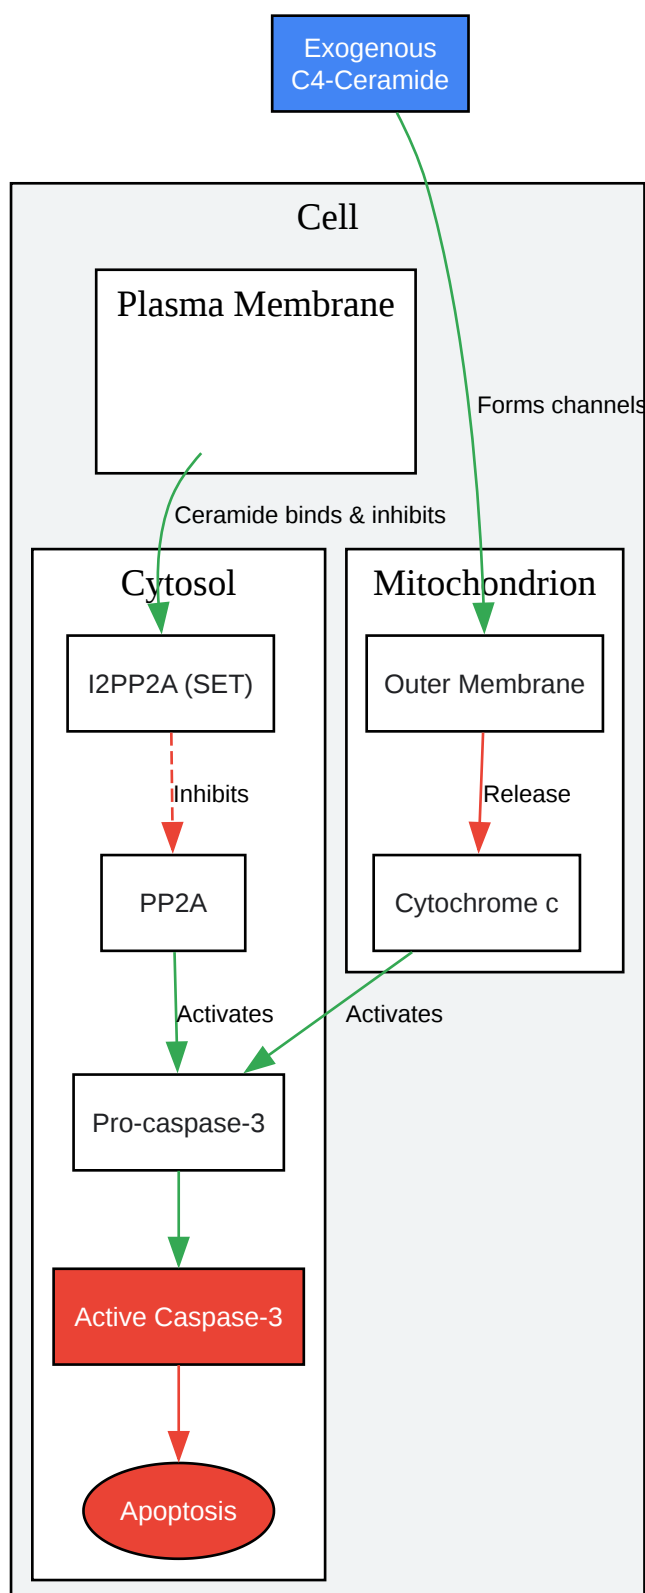 Exogenous
C4-Ceramide
Cell
Plasma Membrane
Forms channels
Ceramide binds & inhibits
Cytosol
Mitochondrion
I2PP2A (SET)
Outer Membrane
Inhibits
Release
PP2A
Cytochrome c
Activates
Activates
Pro-caspase-3
Active Caspase-3
Apoptosis